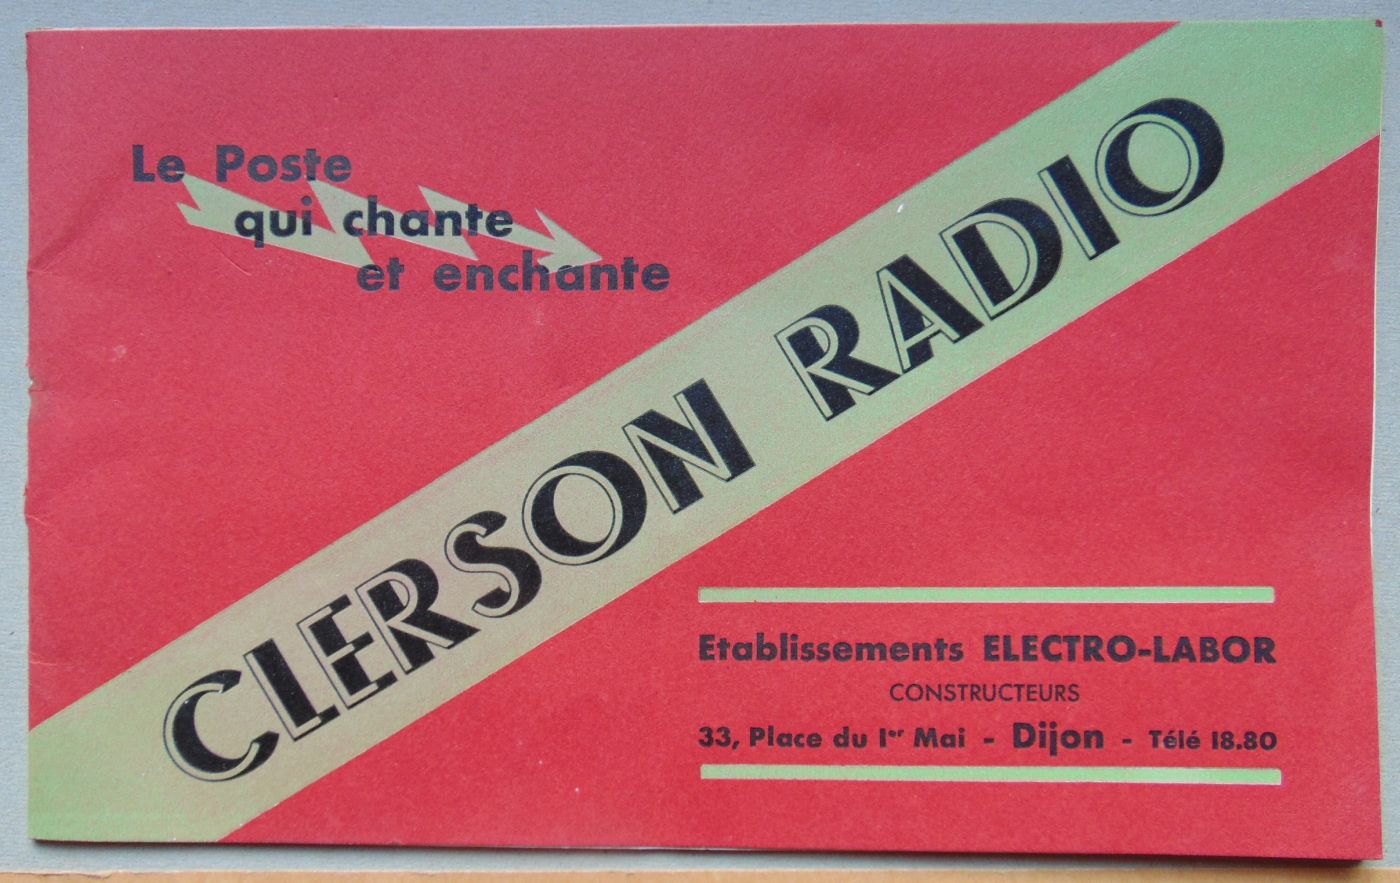 Le Poste
qui chante
et enchante
CLERSON RADIO
Etablissements ELECTRO-LABOR
CONSTRUCTEURS
33, Place du 1er Mai - Dijon - Télé 18.80